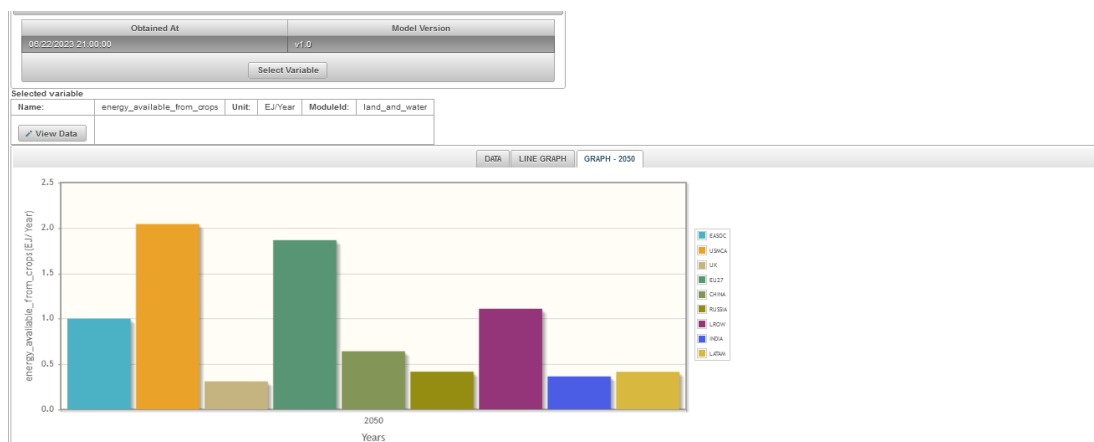 Obtained At Model Version
06/22/2023 21:00:00 v1.0
Select Variable
Selected variable
Name: energy_available_from_crops Unit: EJ/Year ModuleId: land_and_water
View Data
DATA LINE GRAPH GRAPH - 2050
energy_available_from_crops(EJ/Year)
2.5
2.0
1.5
1.0
0.5
0.0
2050
Years
EASOC
USMCA
UK
EU27
CHINA
RUSSIA
LROW
INDIA
LATAM